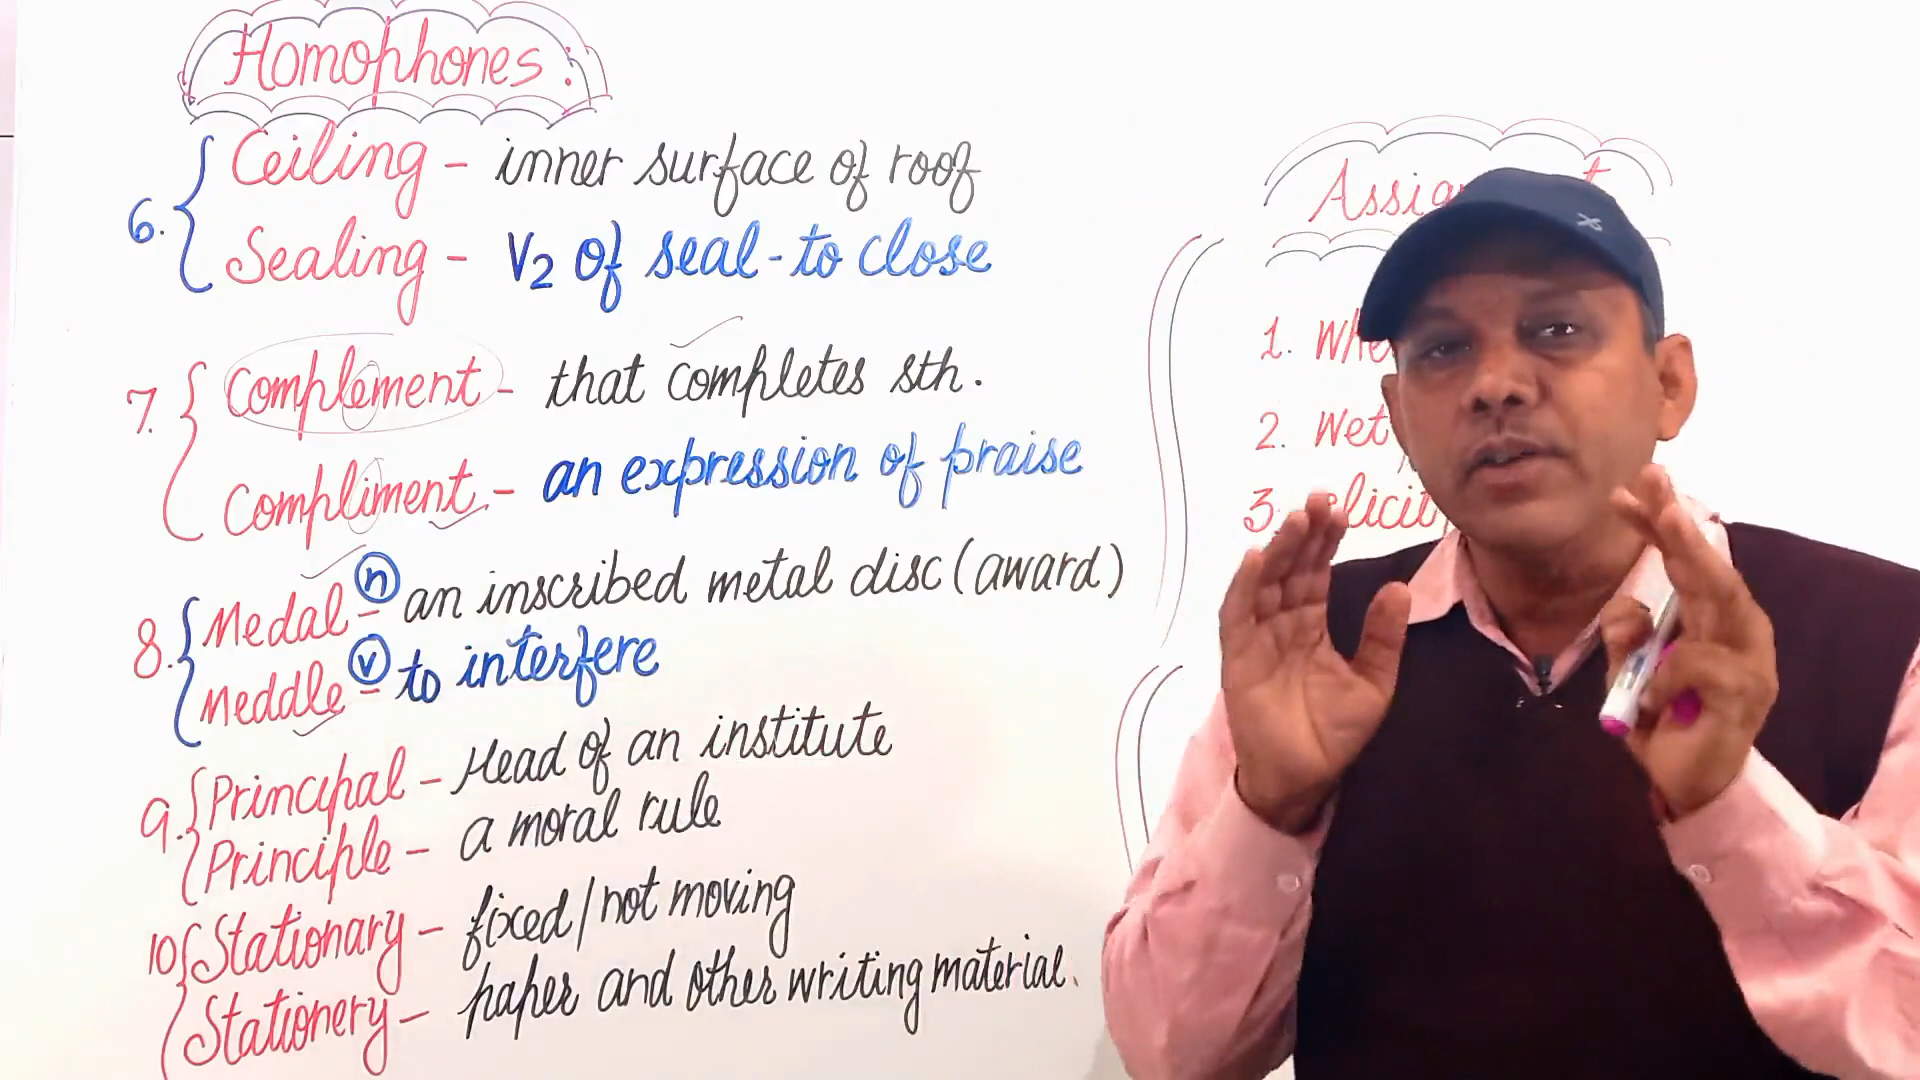 Homophones:
6. Ceiling - inner surface of roof
Sealing - V2 of seal - to close
7. Complement - that completes sth.
Compliment - an expression of praise
8. Medal (n) - an inscribed metal disc (award)
Meddle (v) - to interfere
9. Principal - Head of an institute
Principle - a moral rule
10 Stationary - fixed/not moving
Stationery - paper and other writing material.
1.
2. Wet
3.